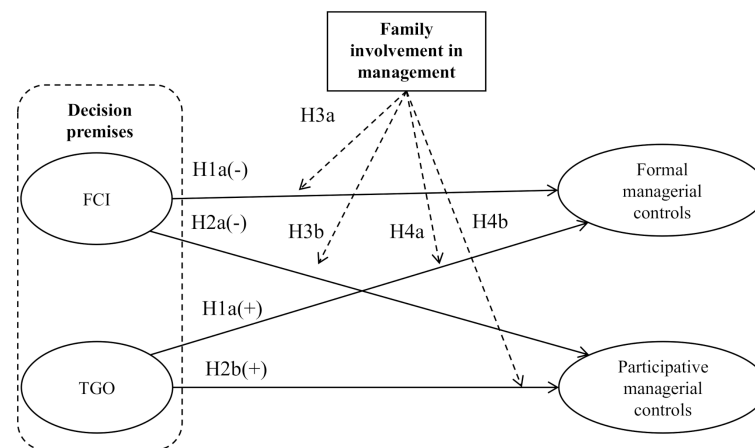 Family
involvement in
management
Decision
premises
H3a
H1a(-)
FCI
Formal
managerial
controls
H2a(-)
H3b
H4a
H4b
H1a(+)
TGO
H2b(+)
Participative
managerial
controls